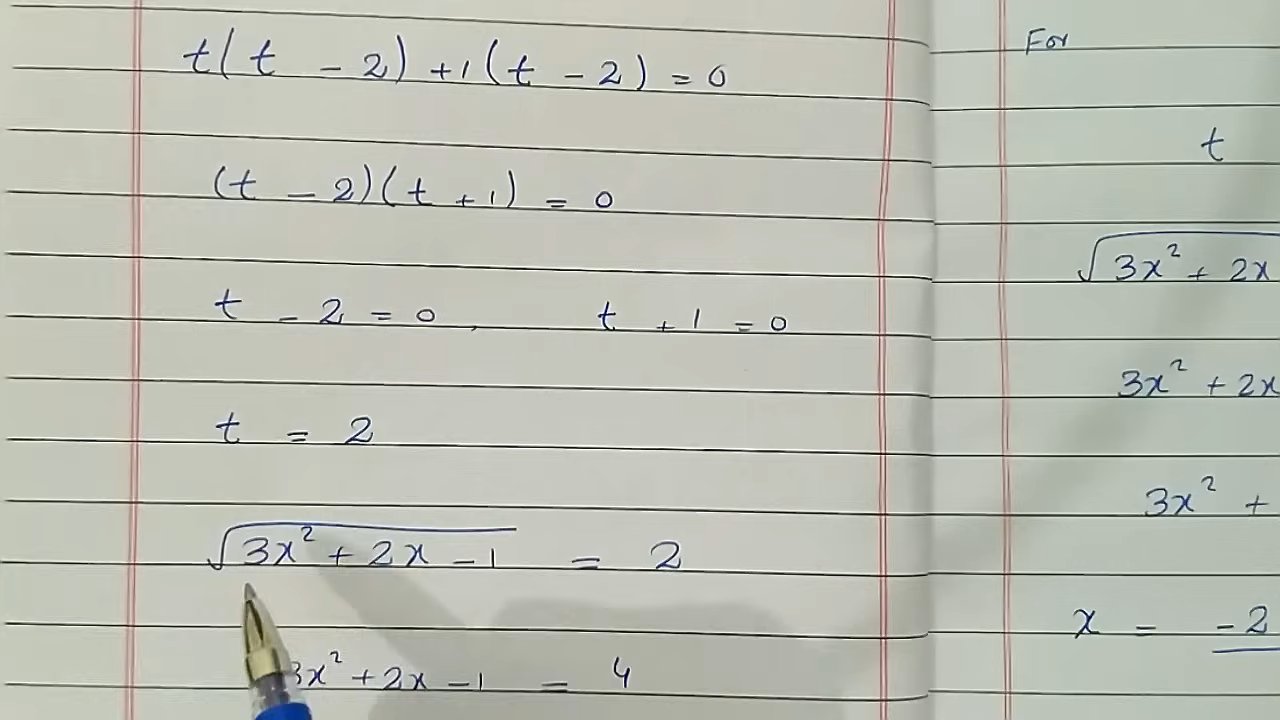 t(t - 2) + 1(t - 2) = 0
(t - 2)(t + 1) = 0
t - 2 = 0, t + 1 = 0
t = 2
√3x² + 2x - 1 = 2
3x² + 2x - 1 = 4
For
t
√3x² + 2x
3x² + 2x
3x² +
x = -2